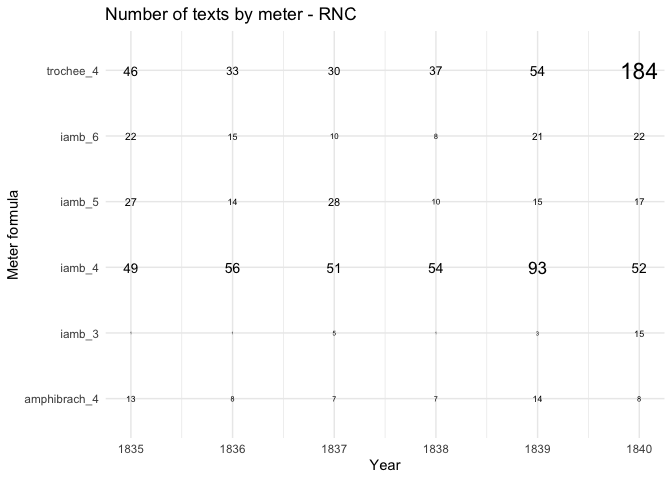 Number of texts by meter - RNC
trochee_4 46 33 30 37 54 184
iamb_6 22 15 10 8 21 22
iamb_5 27 14 28 10 15 17
iamb_4 49 56 51 54 93 52
iamb_3 5 3 15
amphibrach_4 13 8 7 7 14 8
1835 1836 1837 1838 1839 1840
Year
Meter formula